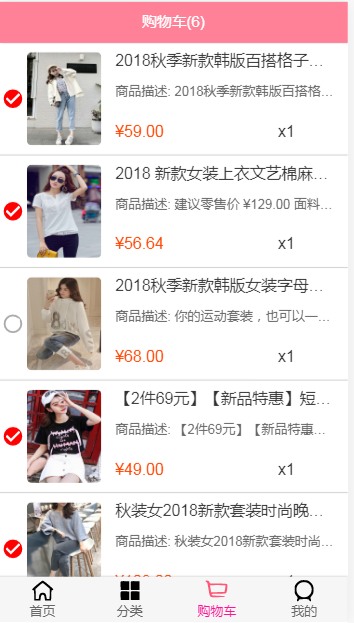 购物车(6)
2018秋季新款韩版百搭格子...
商品描述: 2018秋季新款韩版百搭格...
¥59.00 x1
2018 新款女装上衣文艺棉麻...
商品描述: 建议零售价 ¥129.00 面料...
¥56.64 x1
2018秋季新款韩版女装字母...
商品描述: 你的运动套装，也可以一...
¥68.00 x1
【2件69元】【新品特惠】短...
商品描述: 【2件69元】【新品特惠...
¥49.00 x1
秋装女2018新款套装时尚晚...
商品描述: 秋装女2018新款套装时尚...
首页 分类 购物车 我的